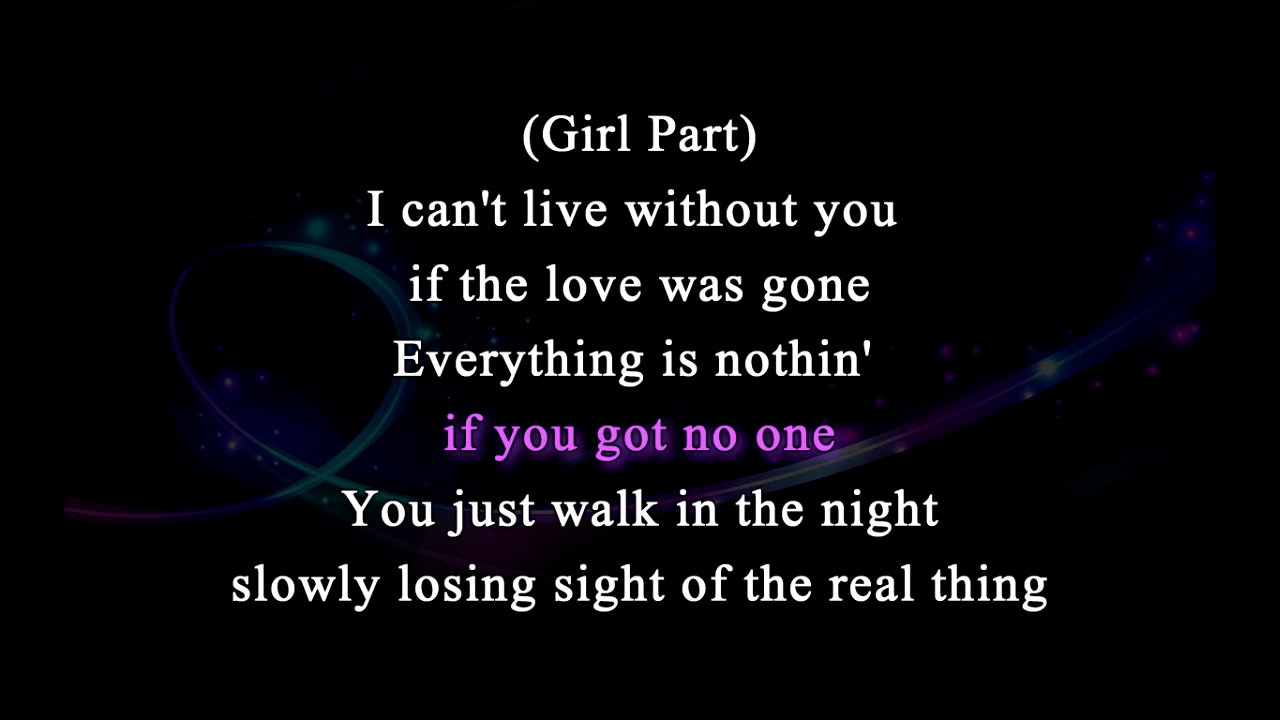 (Girl Part)
I can't live without you
if the love was gone
Everything is nothin'
if you got no one
You just walk in the night
slowly losing sight of the real thing